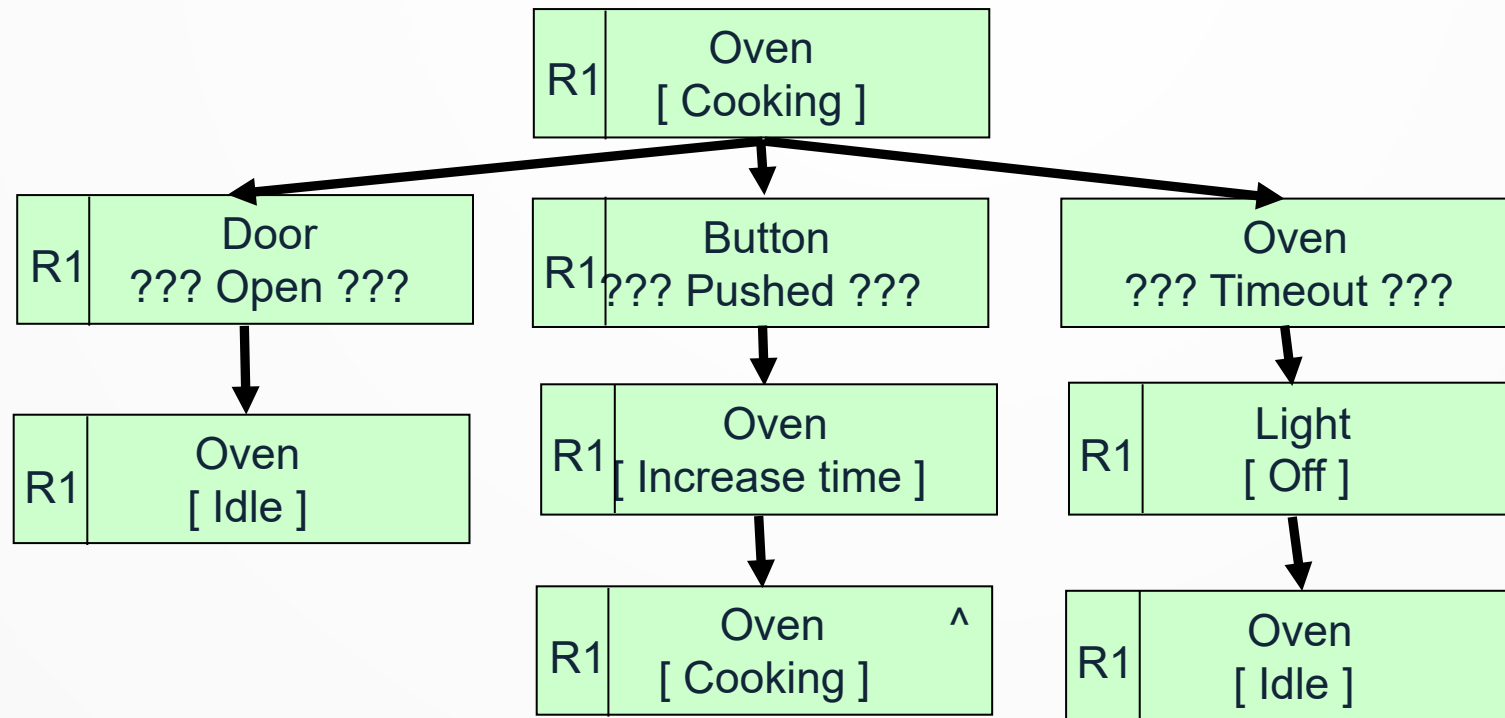 R1
Oven
[ Cooking ]
R1
Door
??? Open ???
R1
Button
??? Pushed ???
Oven
??? Timeout ???
R1
Oven
[ Idle ]
R1
Oven
[ Increase time ]
R1
Light
[ Off ]
R1
Oven ^
[ Cooking ]
R1
Oven
[ Idle ]